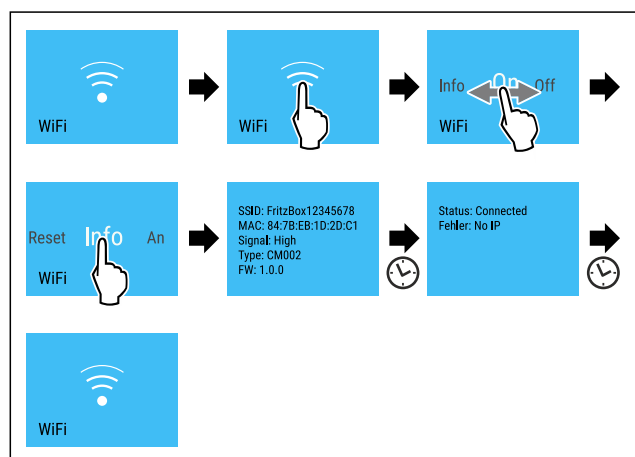 WiFi
WiFi
Info On Off
WiFi
Reset Info An
WiFi
SSID: FritzBox12345678
MAC: 84:7B:EB:1D:2D:C1
Signal: High
Type: CM002
FW: 1.0.0
Status: Connected
Fehler: No IP
WiFi